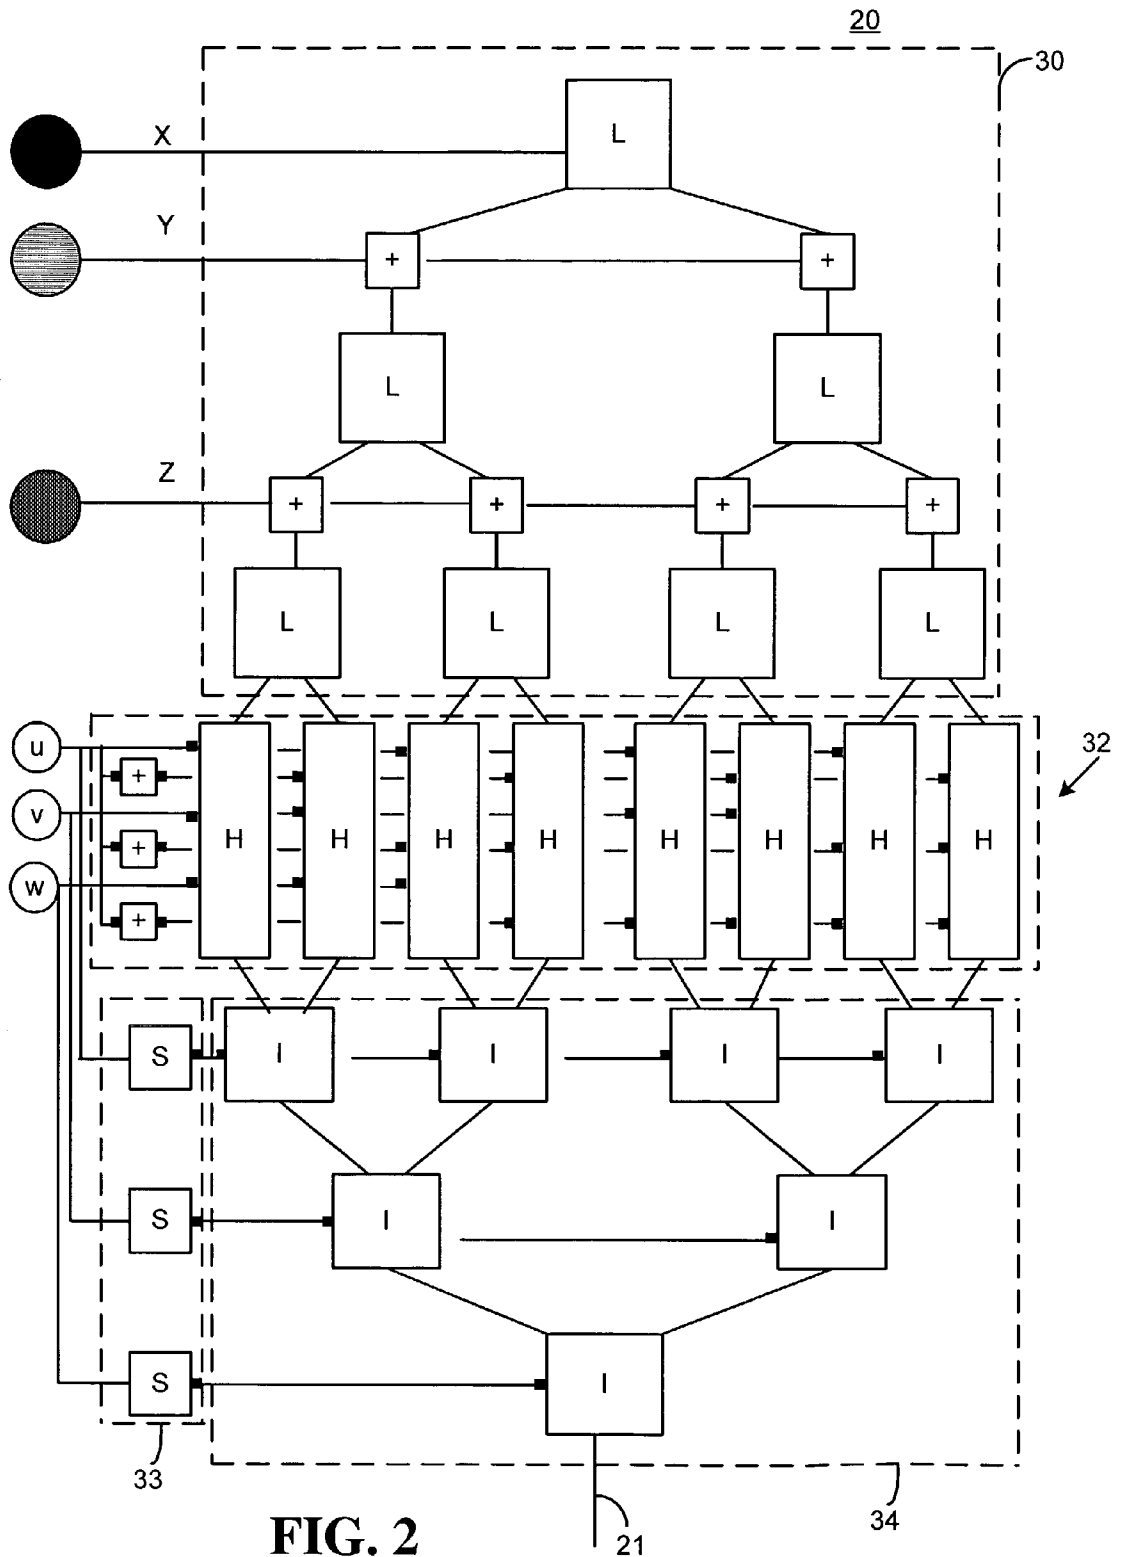 20
30
X
L
Y
+ +
L L
Z
+ + + +
L L L L
u
+
32
v
H H H H H H H H
+
w
+
S I I I I
S I I
S I
33
34
21
FIG. 2